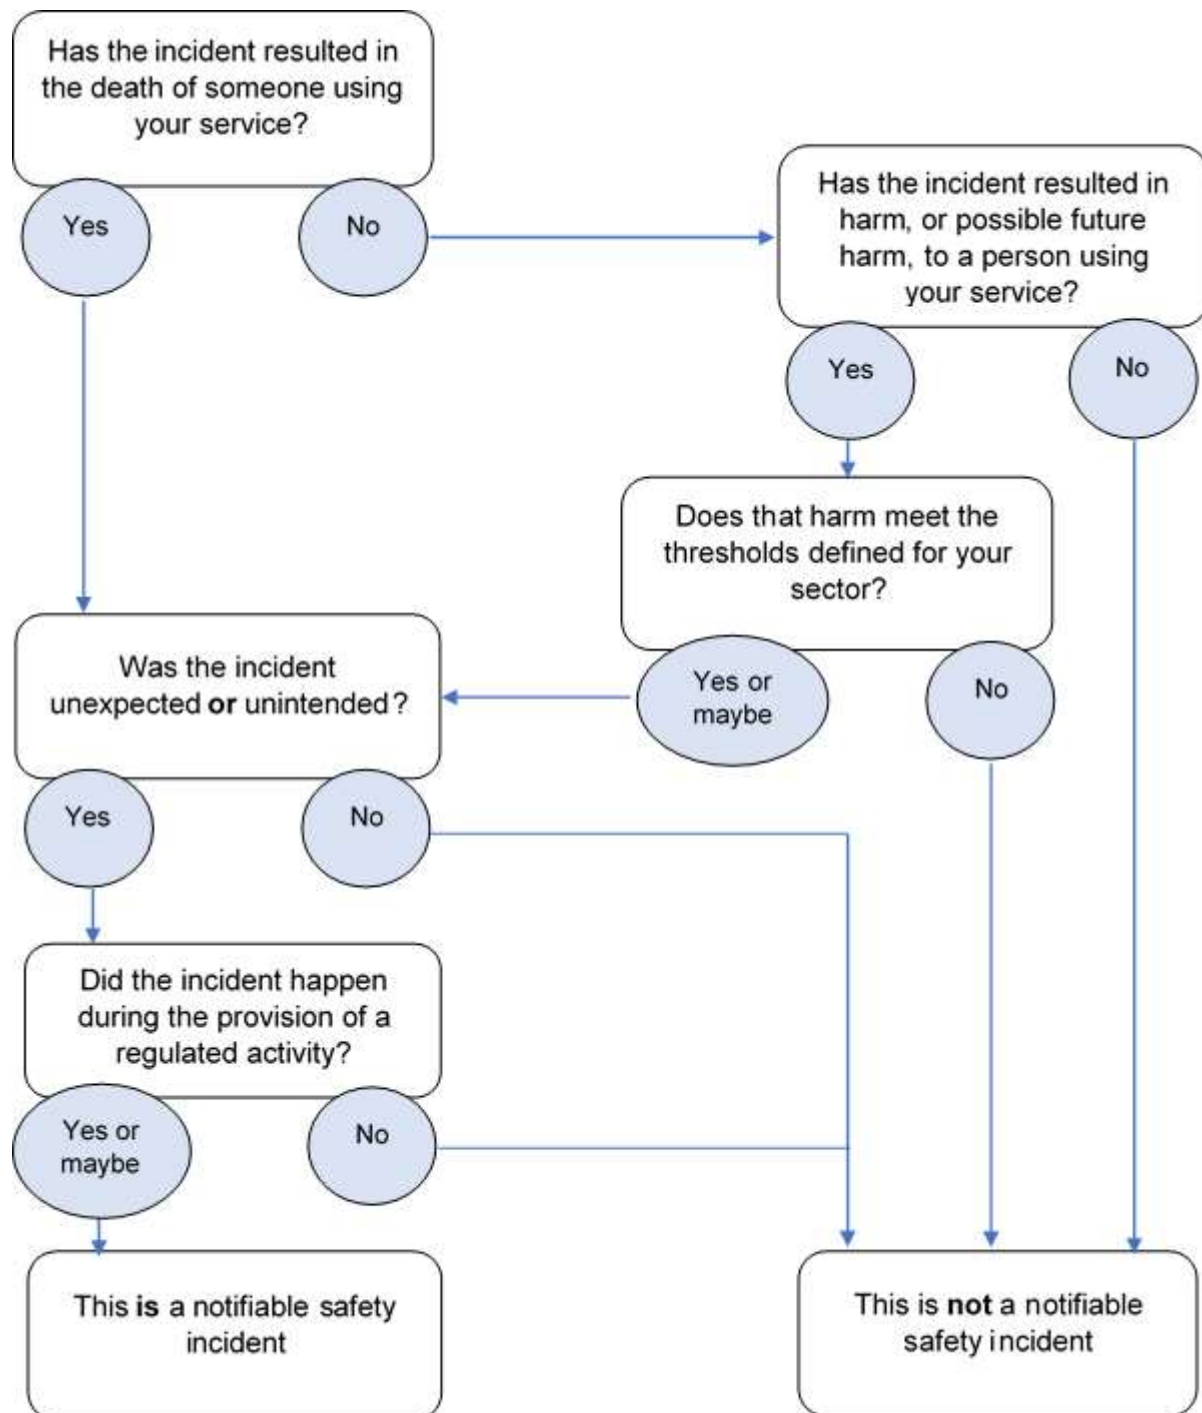 Has the incident resulted in
the death of someone using
your service?
Yes
No
Has the incident resulted in
harm, or possible future
harm, to a person using
your service?
Yes
No
Does that harm meet the
thresholds defined for your
sector?
Yes or
maybe
No
Was the incident
unexpected or unintended?
Yes
No
Did the incident happen
during the provision of a
regulated activity?
Yes or
maybe
No
This is a notifiable safety
incident
This is not a notifiable
safety incident